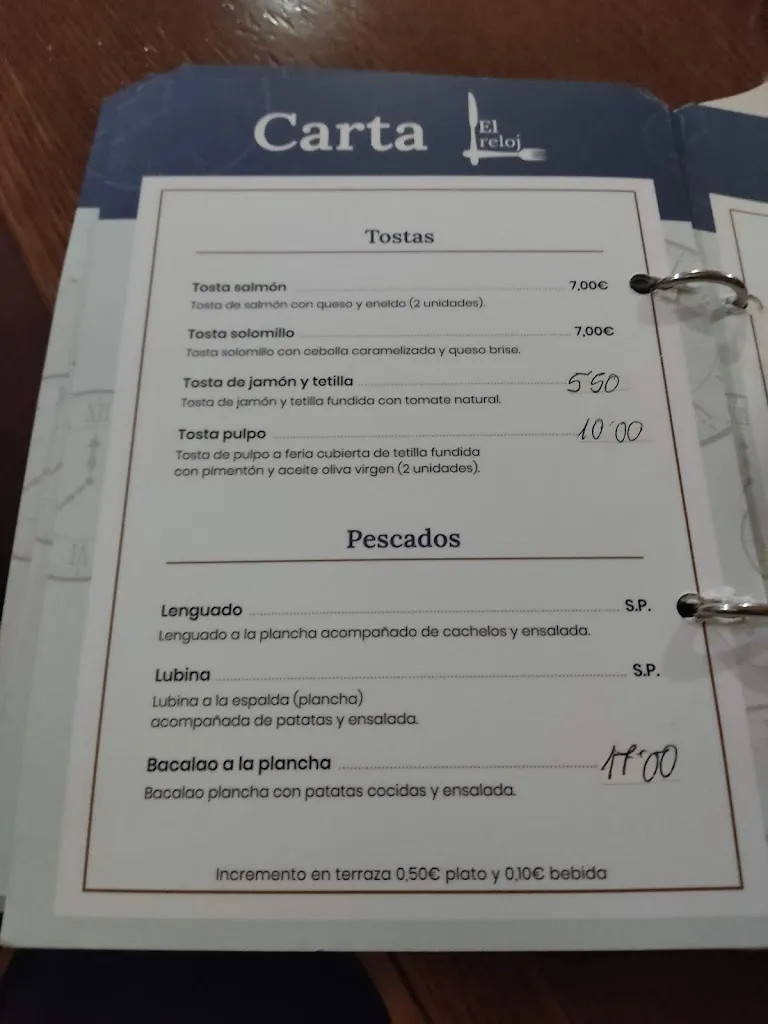 Carta
El
reloj
Tostas
Tosta salmón 7,00€
Tosta de salmón con queso y eneldo (2 unidades).
Tosta solomillo 7,00€
Tosta solomillo con cebolla caramelizada y queso brise.
Tosta de jamón y tetilla 5'50
Tosta de jamón y tetilla fundida con tomate natural.
Tosta pulpo 10'00
Tosta de pulpo a feria cubierta de tetilla fundida
con pimentón y aceite oliva virgen (2 unidades).
Pescados
Lenguado S.P.
Lenguado a la plancha acompañado de cachelos y ensalada.
Lubina S.P.
Lubina a la espalda (plancha)
acompañada de patatas y ensalada.
Bacalao a la plancha
Bacalao plancha con patatas cocidas y ensalada.
Incremento en terraza 0,50€ plato y 0,10€ bebida